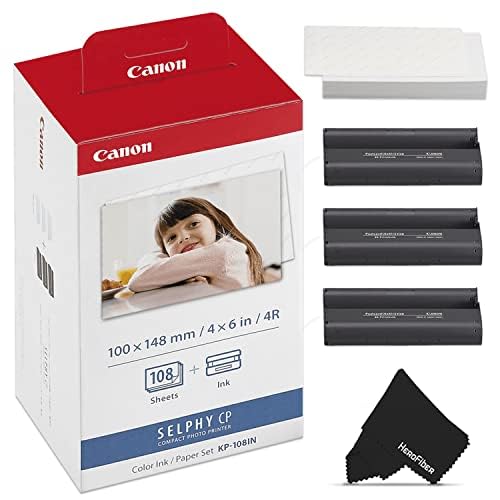 Canon
Canon
100 x 148 mm / 4 x 6 in / 4R
108
+
Sheets
Ink
SELPHY CP
COMPACT PHOTO PRINTER
Color Ink / Paper Set KP-108IN
HEROFIBER